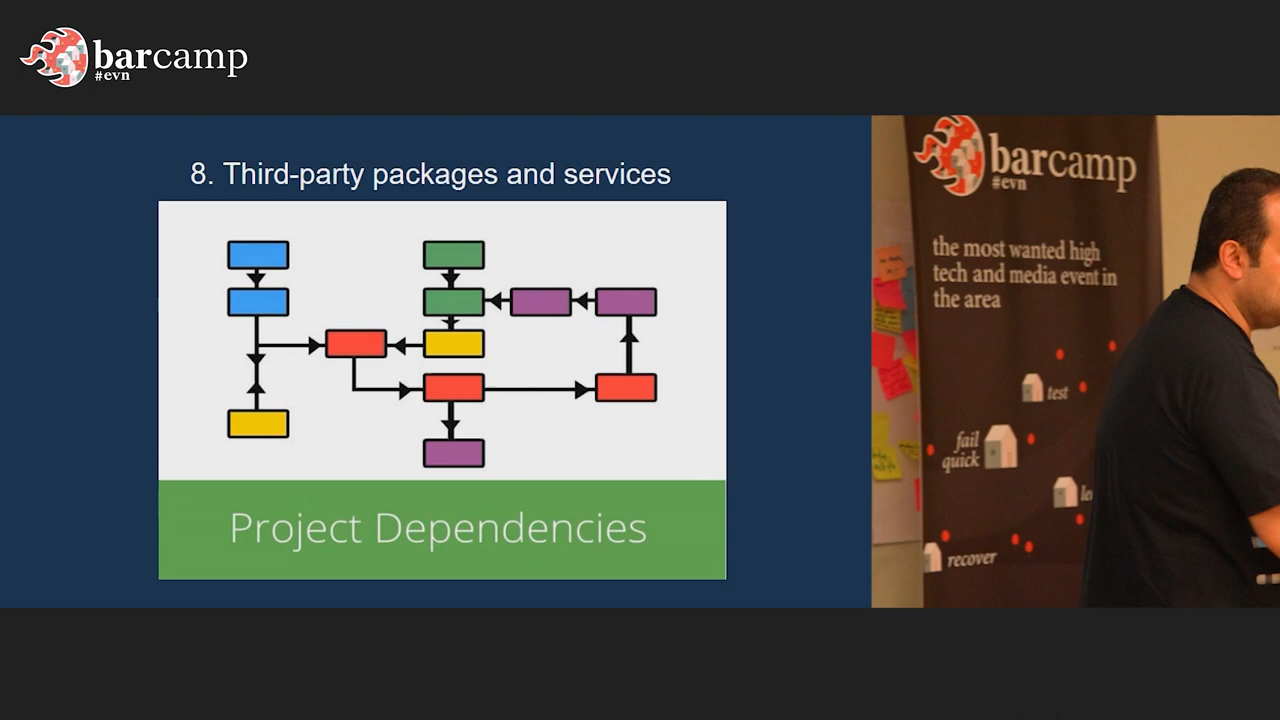 barcamp
#evn
8. Third-party packages and services
Project Dependencies
barcamp
#evn
the most wanted high
tech and media event in
the area
test
fail
quick
recover